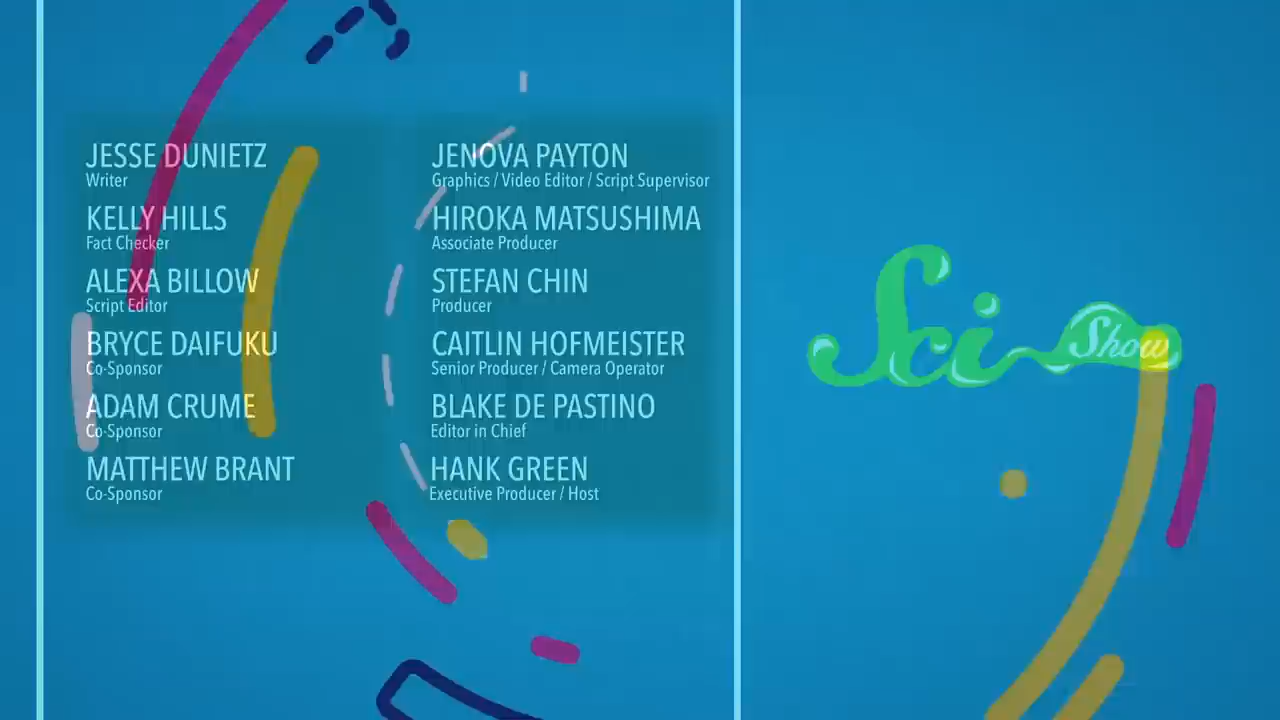 JESSE DUNIETZ
Writer
KELLY HILLS
Fact Checker
ALEXA BILLOW
Script Editor
BRYCE DAIFUKU
Co-Sponsor
ADAM CRUME
Co-Sponsor
MATTHEW BRANT
Co-Sponsor
JENOVA PAYTON
Graphics / Video Editor / Script Supervisor
HIROKA MATSUSHIMA
Associate Producer
STEFAN CHIN
Producer
CAITLIN HOFMEISTER
Senior Producer / Camera Operator
BLAKE DE PASTINO
Editor in Chief
HANK GREEN
Executive Producer / Host
Sci Show